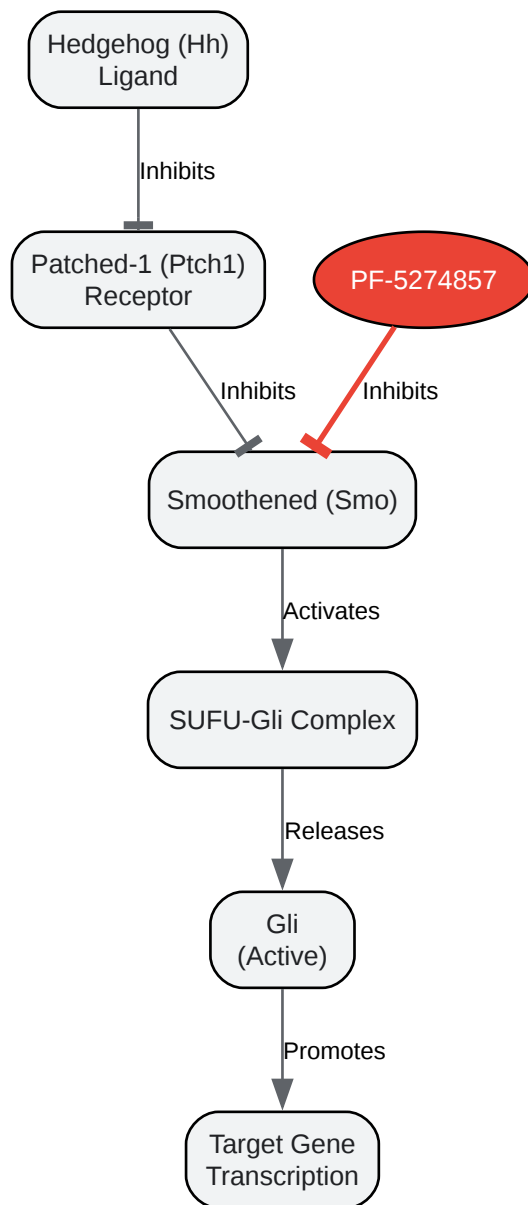 Hedgehog (Hh)
Ligand
Inhibits
Patched-1 (Ptch1)
Receptor
PF-5274857
Inhibits
Inhibits
Smoothened (Smo)
Activates
SUFU-Gli Complex
Releases
Gli
(Active)
Promotes
Target Gene
Transcription